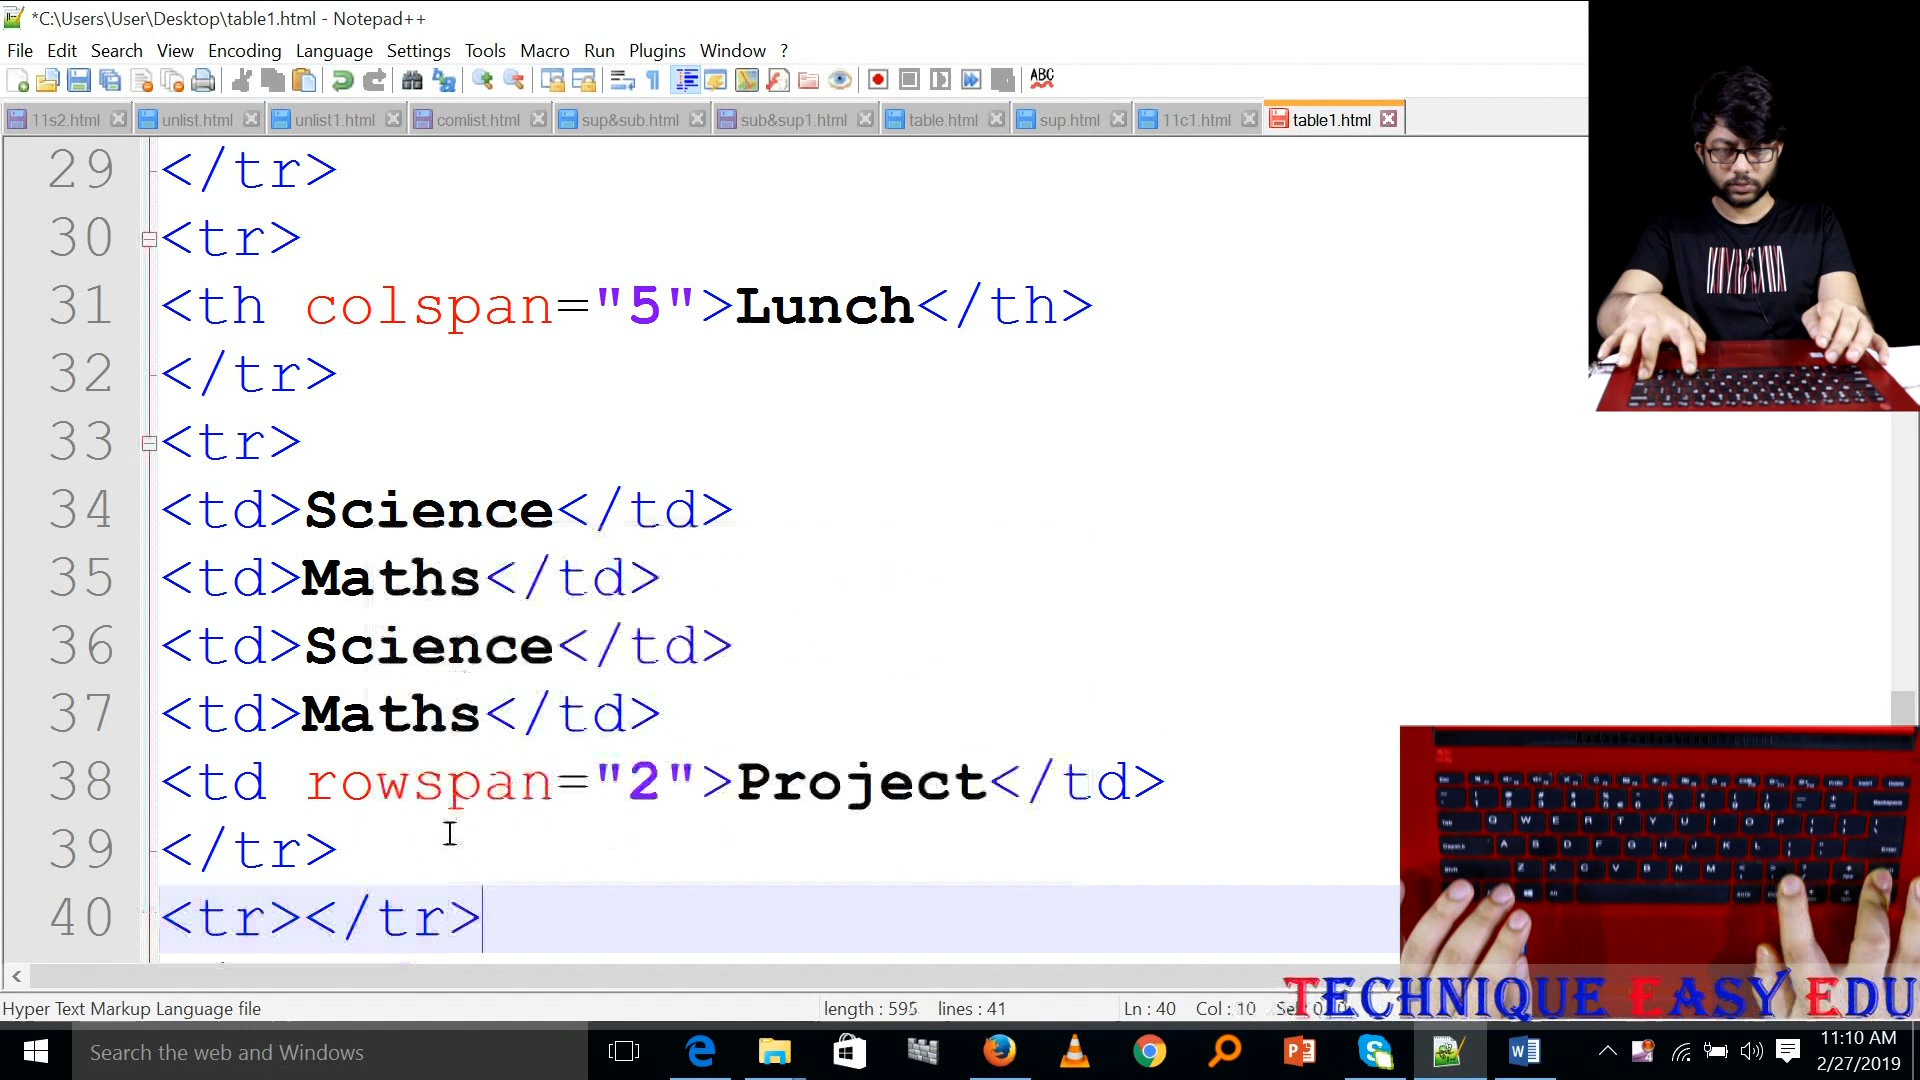 *C:\Users\User\Desktop\table1.html - Notepad++
File Edit Search View Encoding Language Settings Tools Macro Run Plugins Window ?
ABC
11s2.html unlist.html unlist1.html comlist.html sup&sub.html sub&sup1.html table.html sup.html 11c1.html table1.html
29 </tr>
30 <tr>
31 <th colspan="5">Lunch</th>
32 </tr>
33 <tr>
34 <td>Science</td>
35 <td>Maths</td>
36 <td>Science</td>
37 <td>Maths</td>
38 <td rowspan="2">Project</td>
39 </tr>
40 <tr></tr>
Hyper Text Markup Language file length : 595 lines : 41 Ln : 40 Col : 10
TECHNIQUE EASY EDU
Search the web and Windows
11:10 AM
2/27/2019